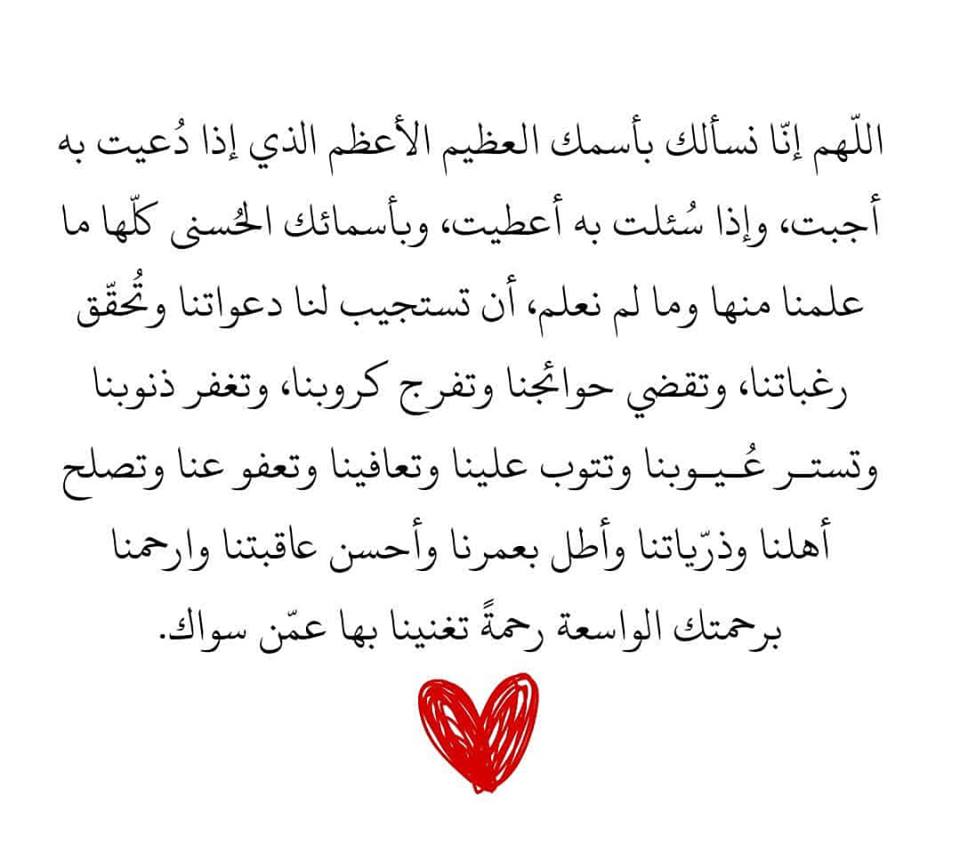 اللّهم إنّا نسألك بأسمك العظيم الأعظم الذي إذا دُعيت به
أجبت، وإذا سُئلت به أعطيت، وبأسمائك الحُسنى كلّها ما
علمنا منها وما لم نعلم، أن تستجيب لنا دعواتنا وتُحقّق
رغباتنا، وتقضي حوائجنا وتفرج كروبنا، وتغفر ذنوبنا
وتستــر عُــيــوبنا وتتوب علينا وتعافينا وتعفو عنا وتصلح
أهلنا وذرّياتنا وأطل بعمرنا وأحسن عاقبتنا وارحمنا
برحمتك الواسعة رحمةً تغنينا بها عمّن سواك.